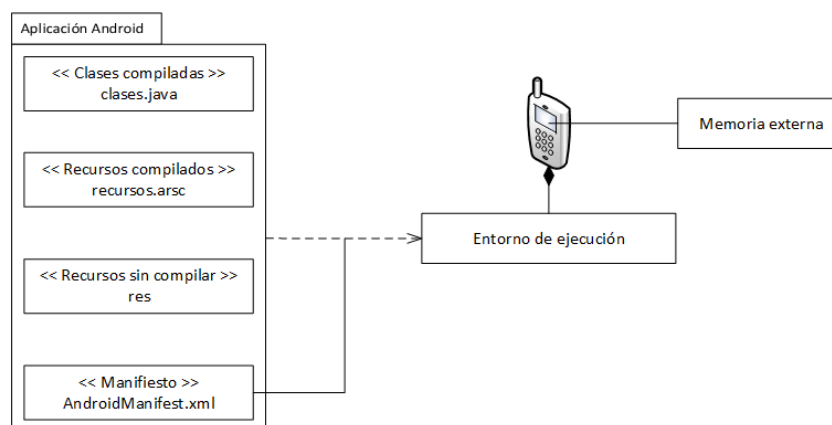 Aplicación Android
<< Clases compiladas >>
clases.java
<< Recursos compilados >>
recursos.arsc
<< Recursos sin compilar >>
res
<< Manifiesto >>
AndroidManifest.xml
Entorno de ejecución
Memoria externa